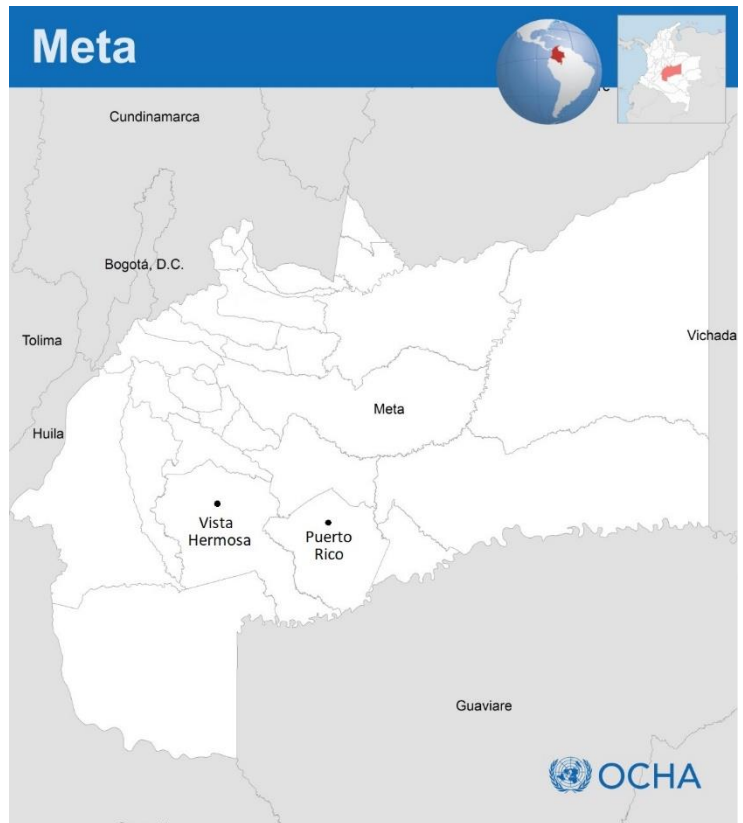 Meta
Cundinamarca
Bogotá, D.C.
Tolima
Vichada
Meta
Huila
Vista
Hermosa
Puerto
Rico
Guaviare
OCHA